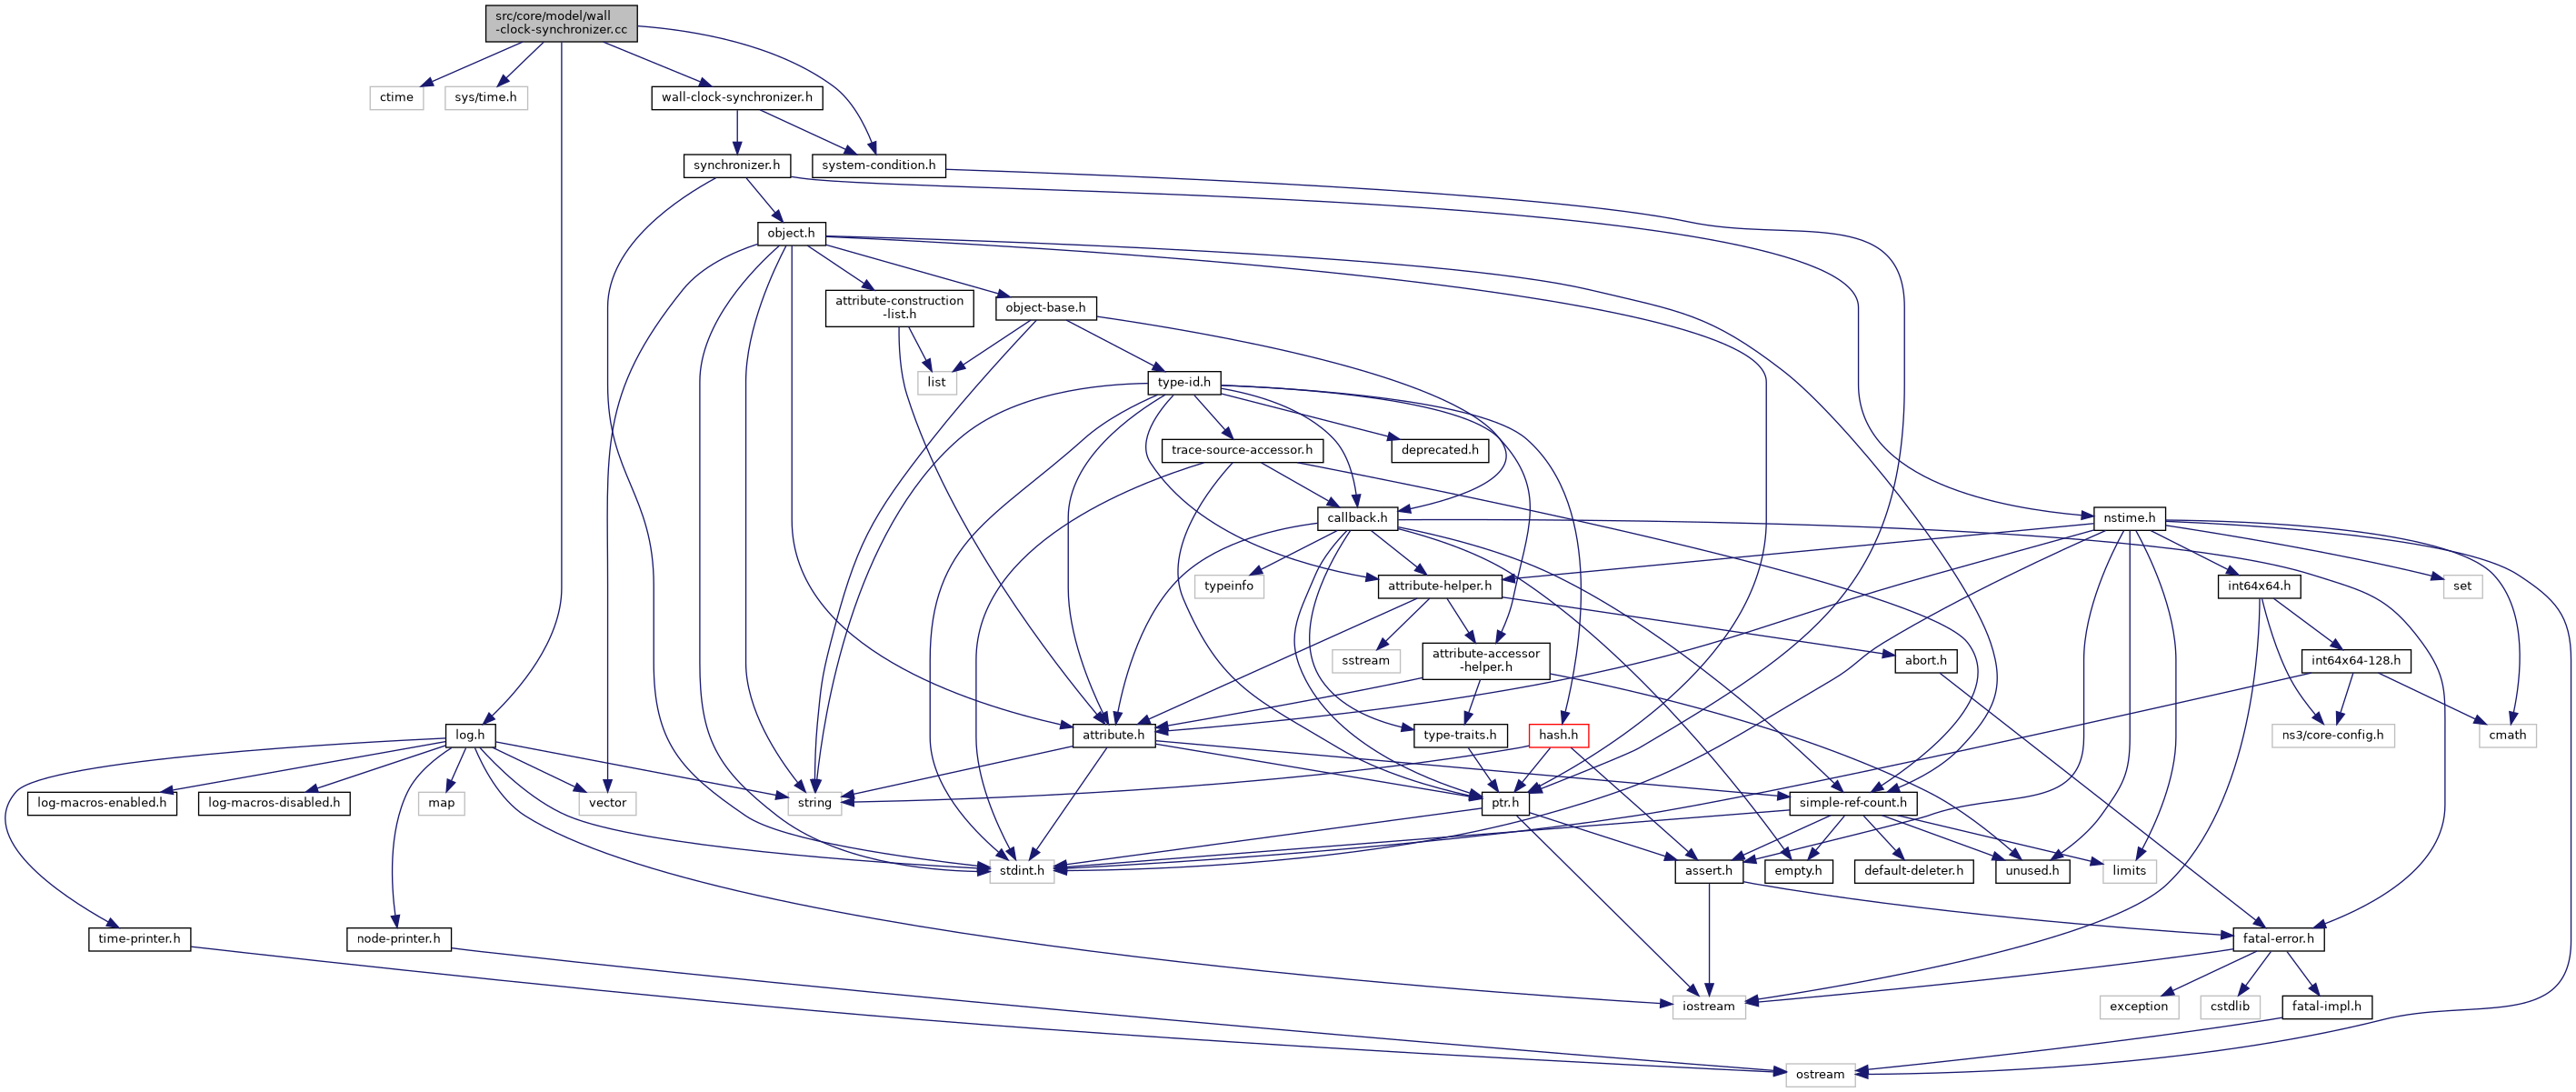 src/core/model/wall
-clock-synchronizer.cc
ctime
sys/time.h
wall-clock-synchronizer.h
synchronizer.h
system-condition.h
object.h
attribute-construction
-list.h
object-base.h
list
type-id.h
trace-source-accessor.h
deprecated.h
callback.h
nstime.h
typeinfo
attribute-helper.h
int64x64.h
set
sstream
attribute-accessor
-helper.h
abort.h
int64x64-128.h
log.h
attribute.h
type-traits.h
hash.h
ns3/core-config.h
cmath
log-macros-enabled.h
log-macros-disabled.h
map
vector
string
ptr.h
simple-ref-count.h
stdint.h
assert.h
empty.h
default-deleter.h
unused.h
limits
time-printer.h
node-printer.h
fatal-error.h
iostream
exception
cstdlib
fatal-impl.h
ostream